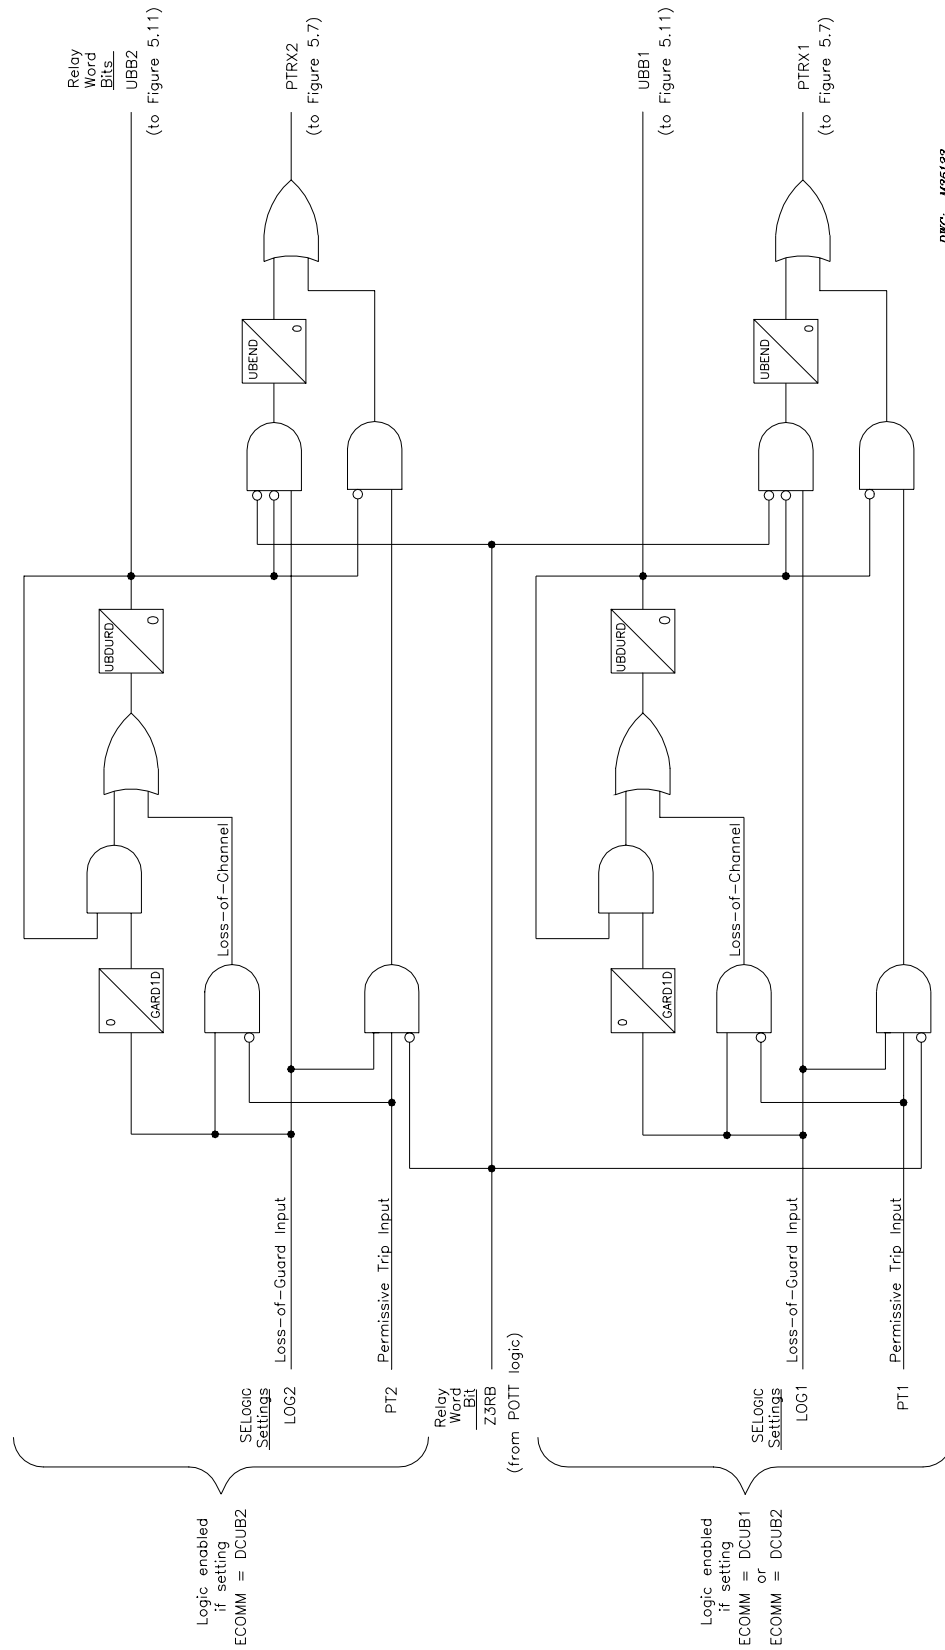 Relay
Word
Bits
UBB2
(to Figure 5.11)
PTRX2
(to Figure 5.7)
UBEND
0
UBDURD
0
Loss-of-Channel
0
GARD1D
Loss-of-Guard Input
Permissive Trip Input
SELOGIC
Settings
LOG2
PT2
Logic enabled
if setting
ECOMM = DCUB2
Relay
Word
Bit
Z3RB
(from POTT logic)
UBB1
(to Figure 5.11)
PTRX1
(to Figure 5.7)
UBEND
0
UBDURD
0
Loss-of-Channel
0
GARD1D
Loss-of-Guard Input
Permissive Trip Input
SELOGIC
Settings
LOG1
PT1
Logic enabled
if setting
ECOMM = DCUB1
or
ECOMM = DCUB2